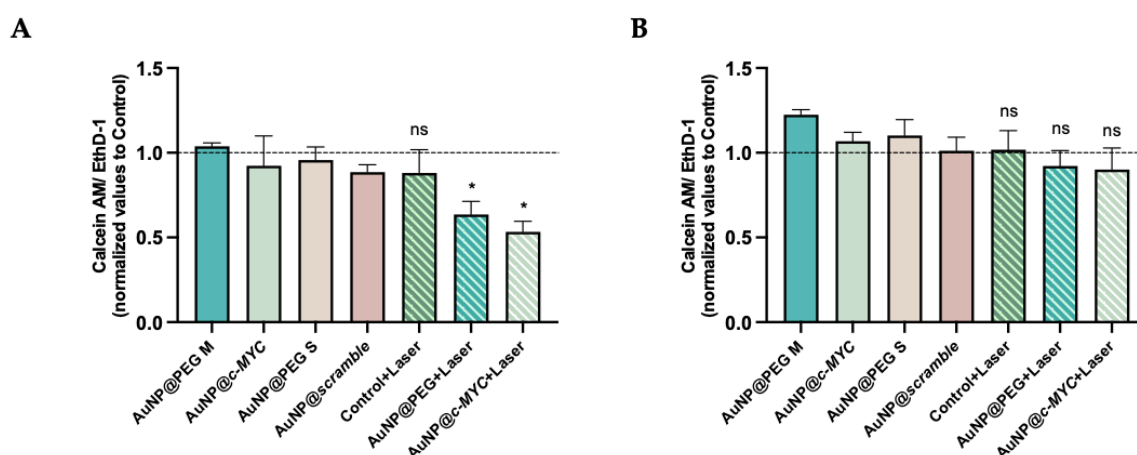 A
Calcein AM/ EthD-1
(normalized values to Control)
1.5
1.0
0.5
0.0
ns
*
*
AuNP@PEG M
AuNP@c-MYC
AuNP@PEG S
AuNP@scramble
Control+Laser
AuNP@PEG+Laser
AuNP@c-MYC+Laser
B
Calcein AM/ EthD-1
(normalized values to Control)
1.5
1.0
0.5
0.0
ns
ns
ns
AuNP@PEG M
AuNP@c-MYC
AuNP@PEG S
AuNP@scramble
Control+Laser
AuNP@PEG+Laser
AuNP@c-MYC+Laser